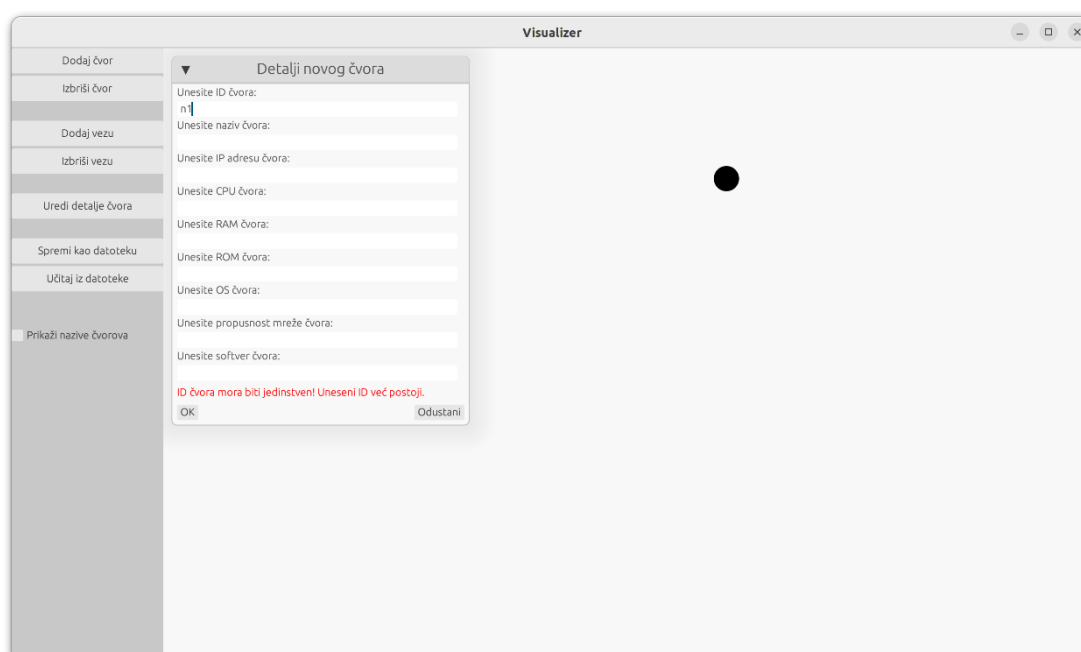 Visualizer
Dodaj čvor
Izbriši čvor
Dodaj vezu
Izbriši vezu
Uredi detalje čvora
Spremi kao datoteku
Učitaj iz datoteke
Prikaži nazive čvorova
Detalji novog čvora
Unesite ID čvora:
n1
Unesite naziv čvora:
Unesite IP adresu čvora:
Unesite CPU čvora:
Unesite RAM čvora:
Unesite ROM čvora:
Unesite OS čvora:
Unesite propusnost mreže čvora:
Unesite softver čvora:
ID čvora mora biti jedinstven! Uneseni ID već postoji.
OK Odustani